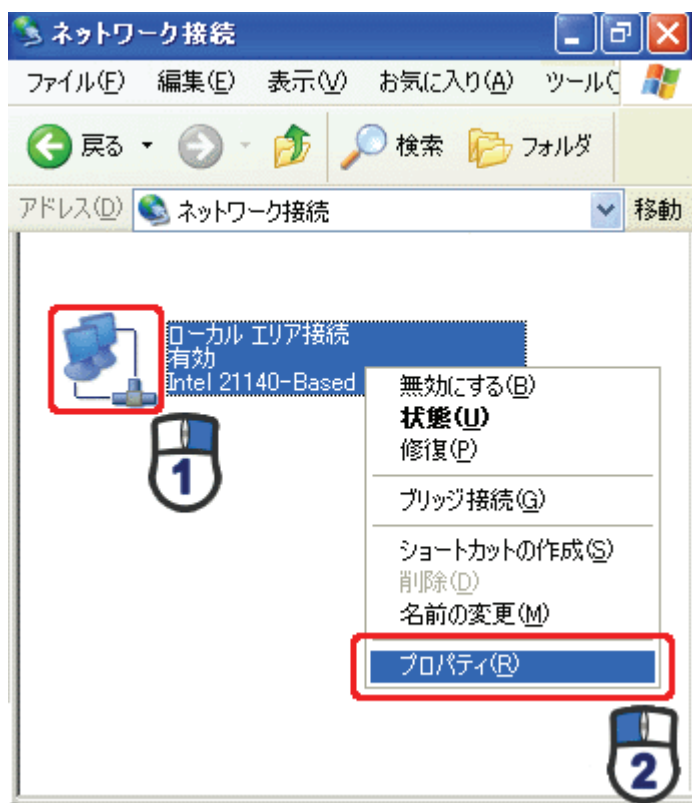 ネットワーク接続
ファイル(F) 編集(E) 表示(V) お気に入り(A) ツール(
戻る 検索 フォルダ
アドレス(D) ネットワーク接続 移動
ローカル エリア接続
有効
Intel 21140-Based
無効にする(B)
状態(U)
修復(P)
ブリッジ接続(G)
ショートカットの作成(S)
削除(D)
名前の変更(M)
プロパティ(R)
1
2